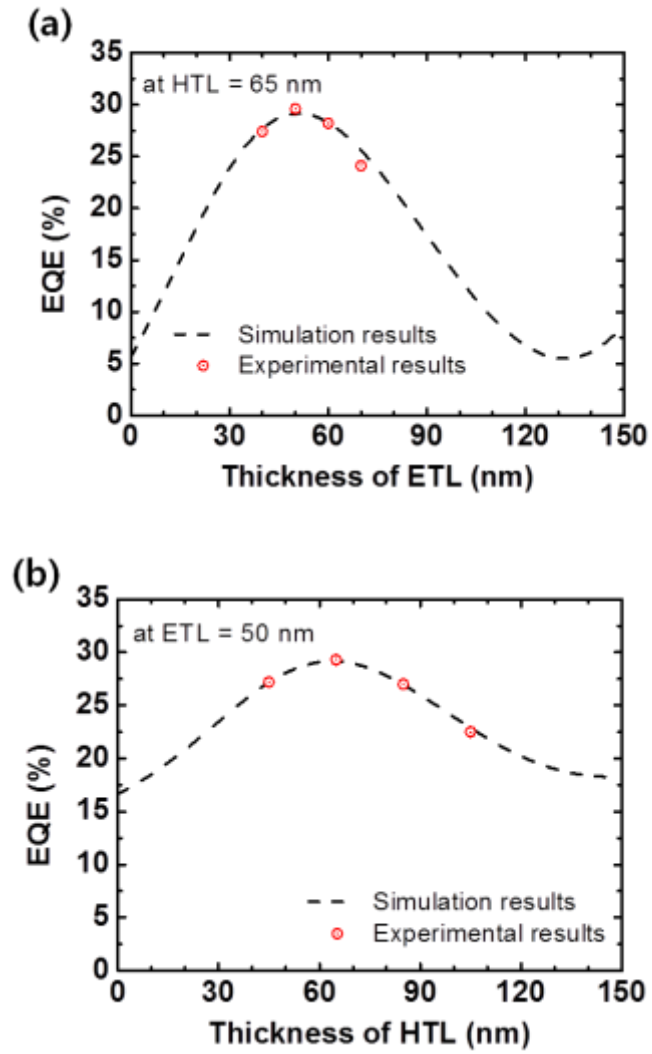 (a)
35
30
25
20
15
10
5
0
EQE (%)
at HTL = 65 nm
Simulation results
Experimental results
0 30 60 90 120 150
Thickness of ETL (nm)
(b)
35
30
25
20
15
10
5
0
EQE (%)
at ETL = 50 nm
Simulation results
Experimental results
0 30 60 90 120 150
Thickness of HTL (nm)